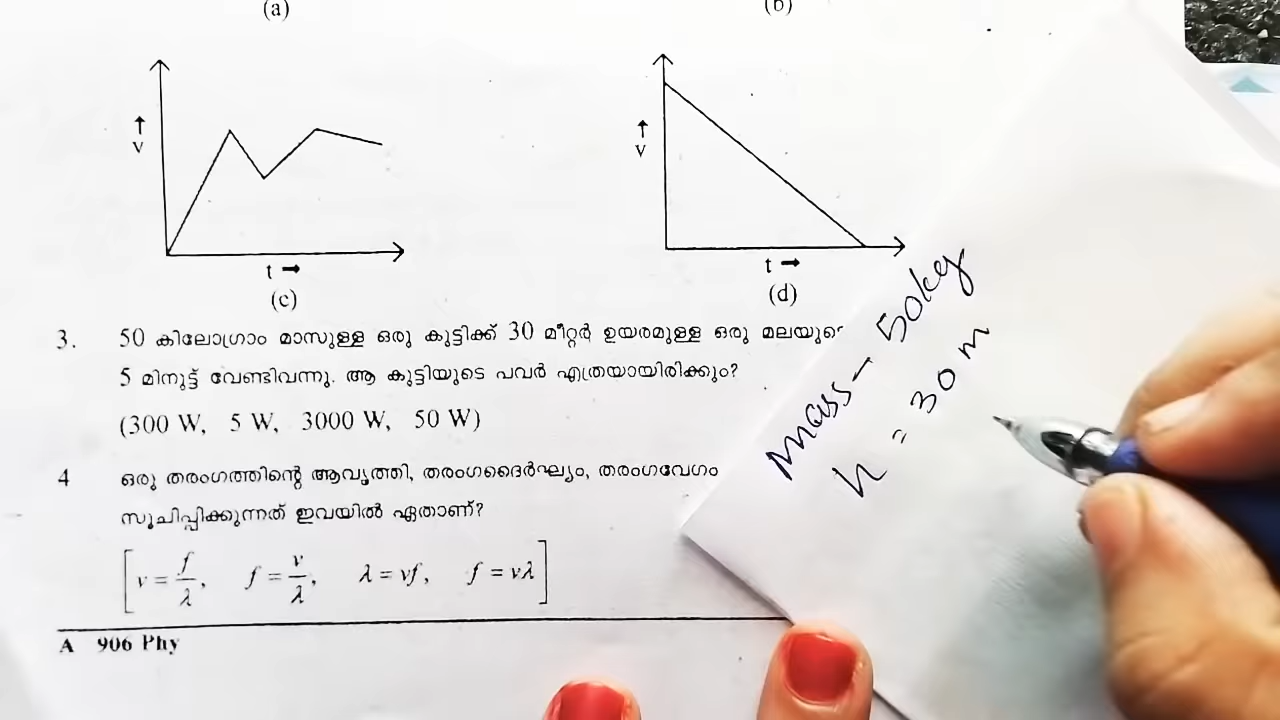 (a)
(b)
↑
V
t →
(c)
↑
V
t →
(d)
3. 50 കിലോഗ്രാം മാസുള്ള ഒരു കുട്ടിക്ക് 30 മീറ്റർ ഉയരമുള്ള ഒരു മലയുടെ
5 മിനുട്ട് വേണ്ടിവന്നു. ആ കുട്ടിയുടെ പവർ എത്രയായിരിക്കും?
(300 W, 5 W, 3000 W, 50 W)
4 ഒരു തരംഗത്തിന്റെ ആവൃത്തി, തരംഗദൈർഘ്യം, തരംഗവേഗം
സൂചിപ്പിക്കുന്നത് ഇവയിൽ ഏതാണ്?
[v = f/λ, f = v/λ, λ = vf, f = vλ]
A 906 Phy
mass - 50kg
h = 30 m